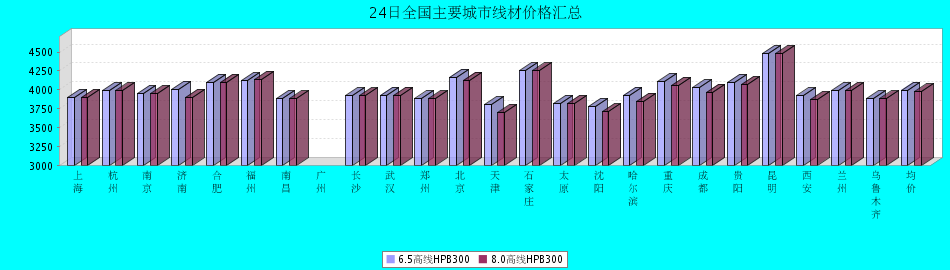 24日全国主要城市线材价格汇总
4500
4250
4000
3750
3500
3250
3000
上海
杭州
南京
济南
合肥
福州
南昌
广州
长沙
武汉
郑州
北京
天津
石家庄
太原
沈阳
哈尔滨
重庆
成都
贵阳
昆明
西安
兰州
乌鲁木齐
均价
6.5高线HPB300 8.0高线HPB300